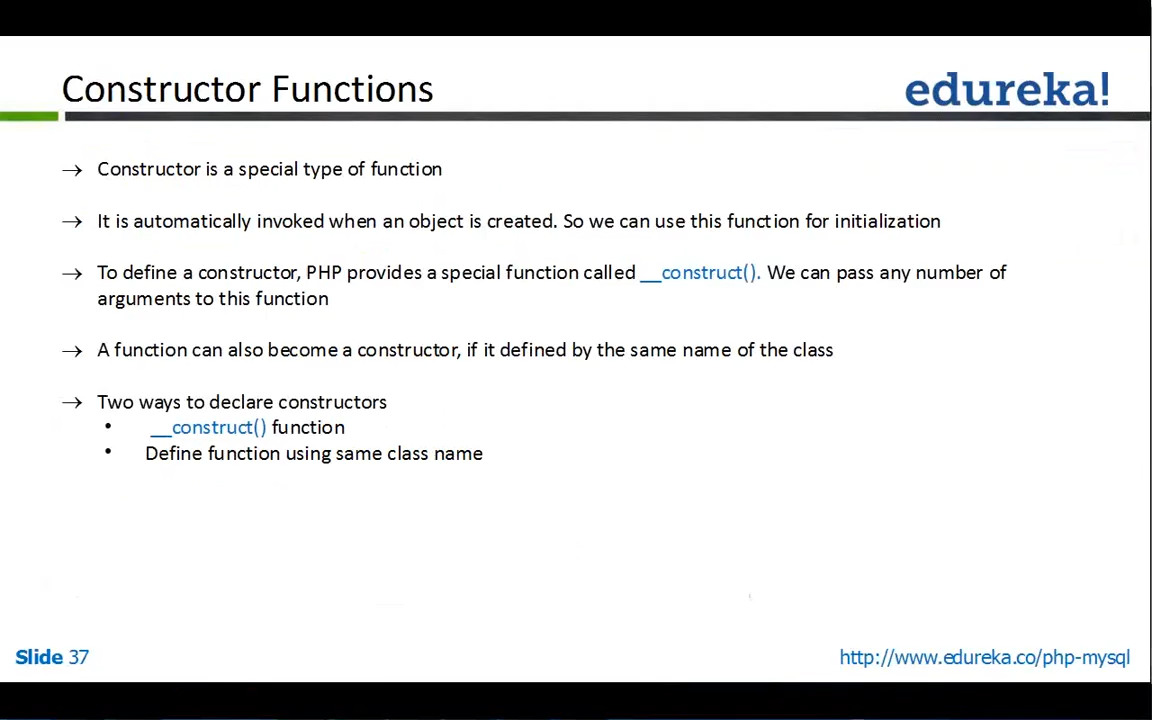 Constructor Functions
edureka!
→ Constructor is a special type of function
→ It is automatically invoked when an object is created. So we can use this function for initialization
→ To define a constructor, PHP provides a special function called __construct(). We can pass any number of
arguments to this function
→ A function can also become a constructor, if it defined by the same name of the class
→ Two ways to declare constructors
• __construct() function
• Define function using same class name
Slide 37
http://www.edureka.co/php-mysql